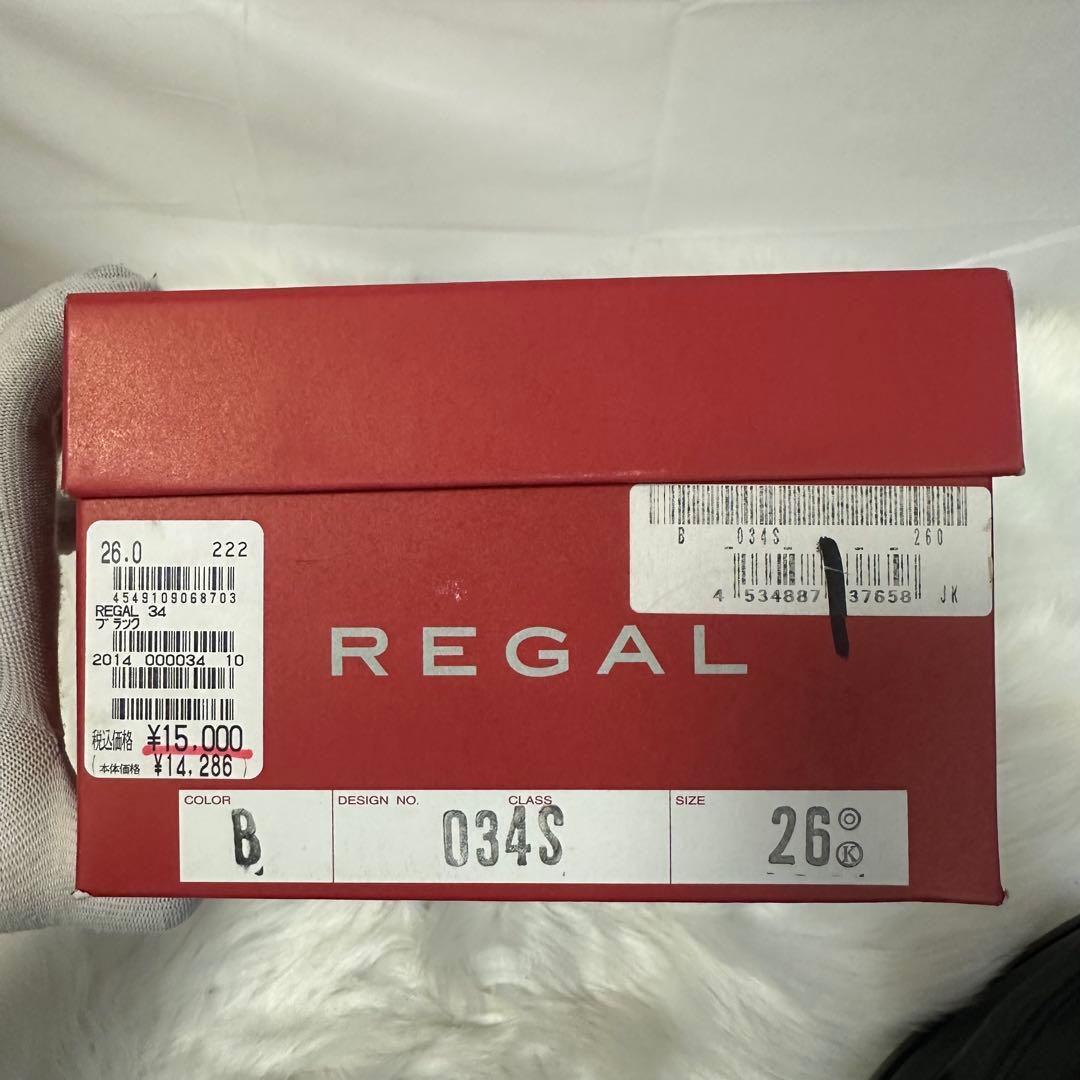 26.0 222
4549109068703
REGAL 34
ブラック
2014 000034 10
税込価格 ¥15,000
(本体価格 ¥14,286)
B 034S 260
4 534887 37658 JK
REGAL
COLOR B
DESIGN NO. CLASS 034S
SIZE 26 ◎ Ⓚ